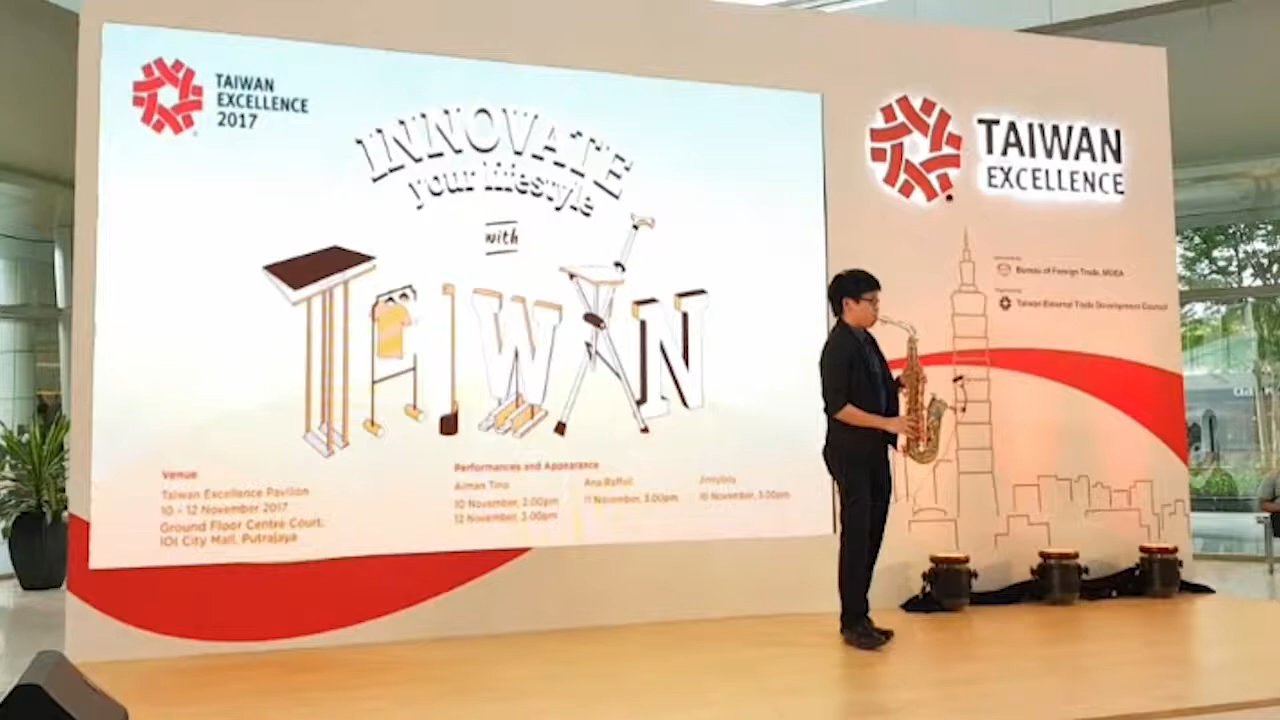 TAIWAN
EXCELLENCE
2017
INNOVATE
your lifestyle
with
TAIWAN
Venue
Taiwan Excellence Pavilion
10 - 12 November 2017
Ground Floor Centre Court,
IOI City Mall, Putrajaya
Performances and Appearance
Aiman Tino
10 November, 2.00pm
12 November, 3.00pm
Ana Raffali
11 November, 3.00pm
Jinnyboy
3.00pm
TAIWAN
EXCELLENCE
Bureau of Foreign Trade, MOEA
Taiwan External Trade Development Council